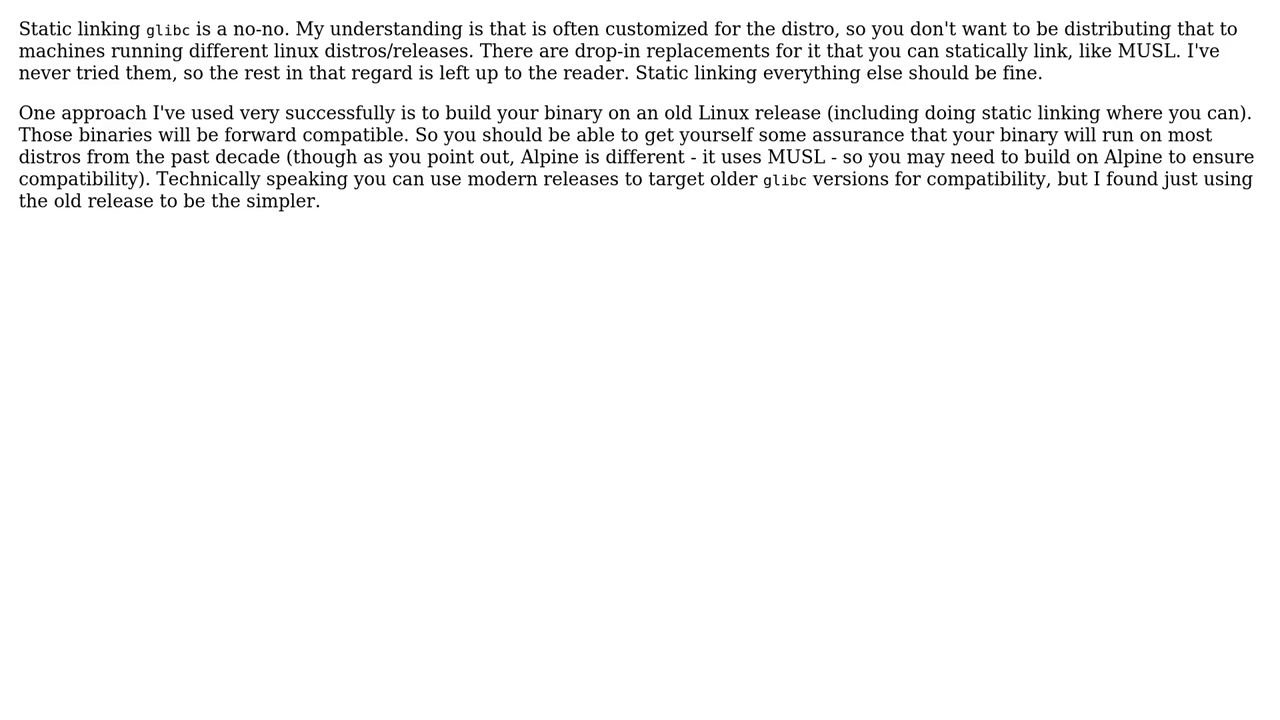 Static linking glibc is a no-no. My understanding is that is often customized for the distro, so you don't want to be distributing that to
machines running different linux distros/releases. There are drop-in replacements for it that you can statically link, like MUSL. I've
never tried them, so the rest in that regard is left up to the reader. Static linking everything else should be fine.
One approach I've used very successfully is to build your binary on an old Linux release (including doing static linking where you can).
Those binaries will be forward compatible. So you should be able to get yourself some assurance that your binary will run on most
distros from the past decade (though as you point out, Alpine is different - it uses MUSL - so you may need to build on Alpine to ensure
compatibility). Technically speaking you can use modern releases to target older glibc versions for compatibility, but I found just using
the old release to be the simpler.